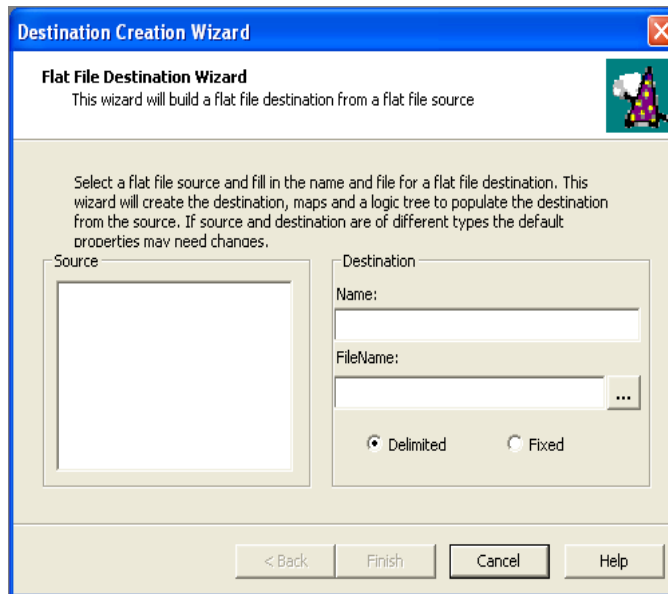 Destination Creation Wizard
Flat File Destination Wizard
This wizard will build a flat file destination from a flat file source
Select a flat file source and fill in the name and file for a flat file destination. This
wizard will create the destination, maps and a logic tree to populate the destination
from the source. If source and destination are of different types the default
properties may need changes.
Source
Destination
Name:
FileName:
...
Delimited
Fixed
< Back
Finish
Cancel
Help